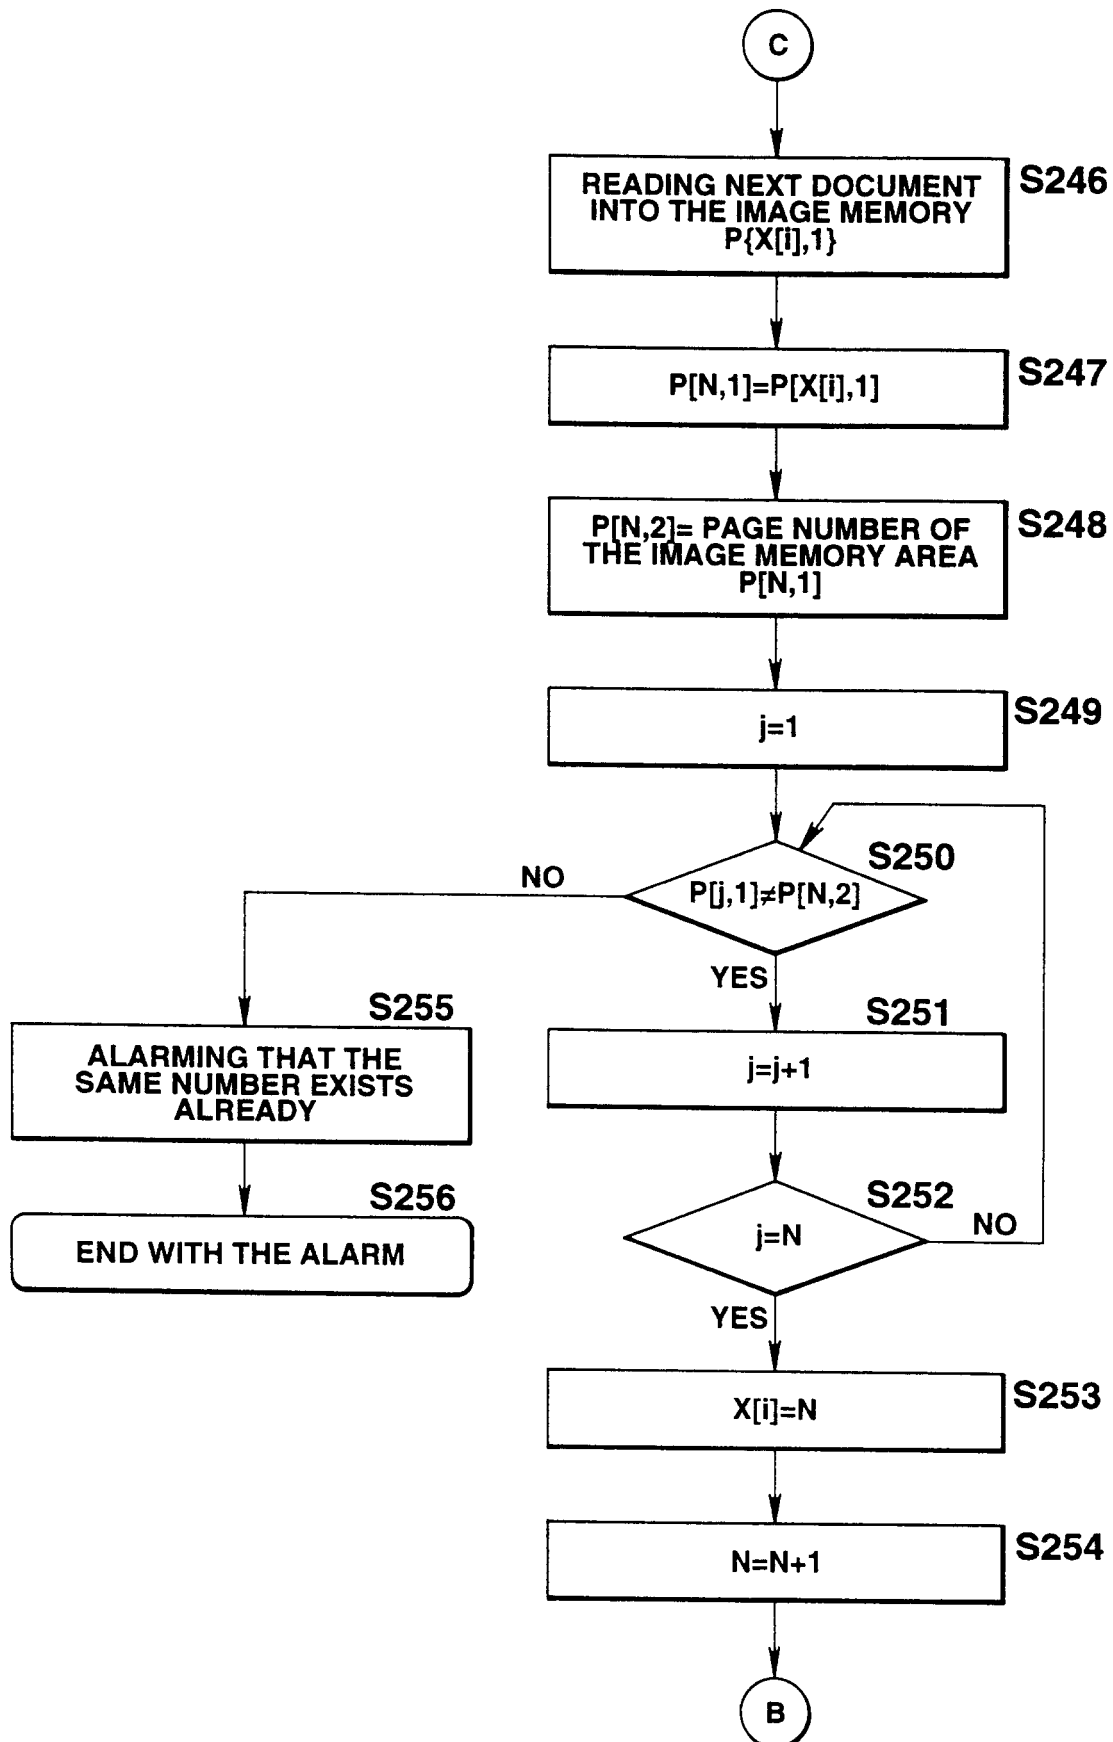 C
READING NEXT DOCUMENT
INTO THE IMAGE MEMORY
P{X[i],1}
S246
P[N,1]=P[X[i],1]
S247
P[N,2]= PAGE NUMBER OF
THE IMAGE MEMORY AREA
P[N,1]
S248
j=1
S249
S250
P[j,1]≠P[N,2]
NO
YES
S255
ALARMING THAT THE
SAME NUMBER EXISTS
ALREADY
S251
j=j+1
S256
END WITH THE ALARM
S252
j=N
NO
YES
X[i]=N
S253
N=N+1
S254
B